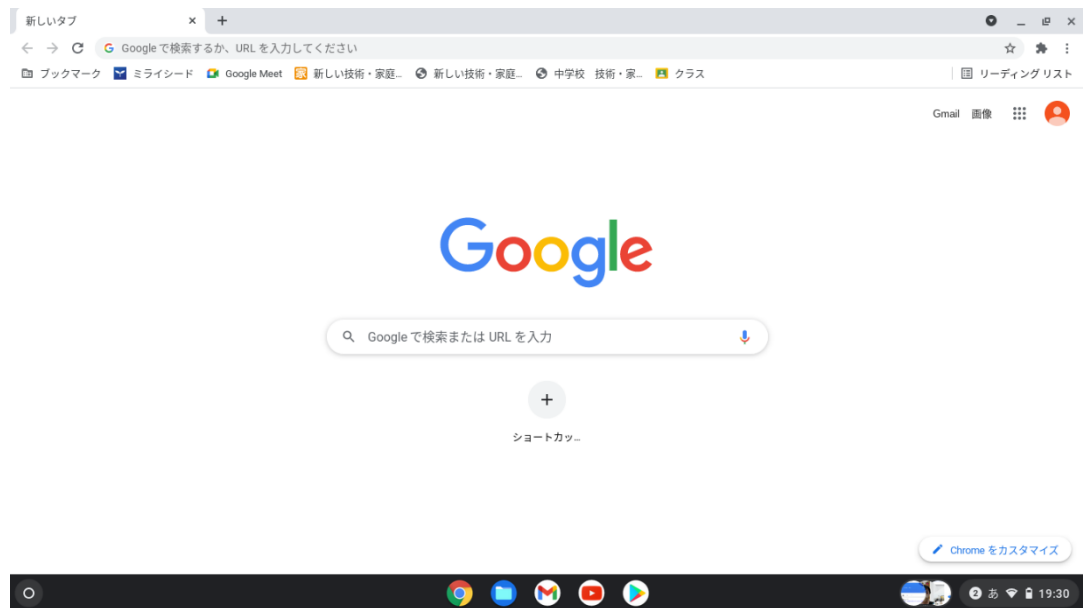 新しいタブ
Google で検索するか、URL を入力してください
ブックマーク ミライシード Google Meet 家 新しい技術・家庭... 新しい技術・家庭... 中学校 技術・家... クラス リーディング リスト
Gmail 画像
Google
Google で検索または URL を入力
ショートカッ...
Chrome をカスタマイズ
2 あ 19:30